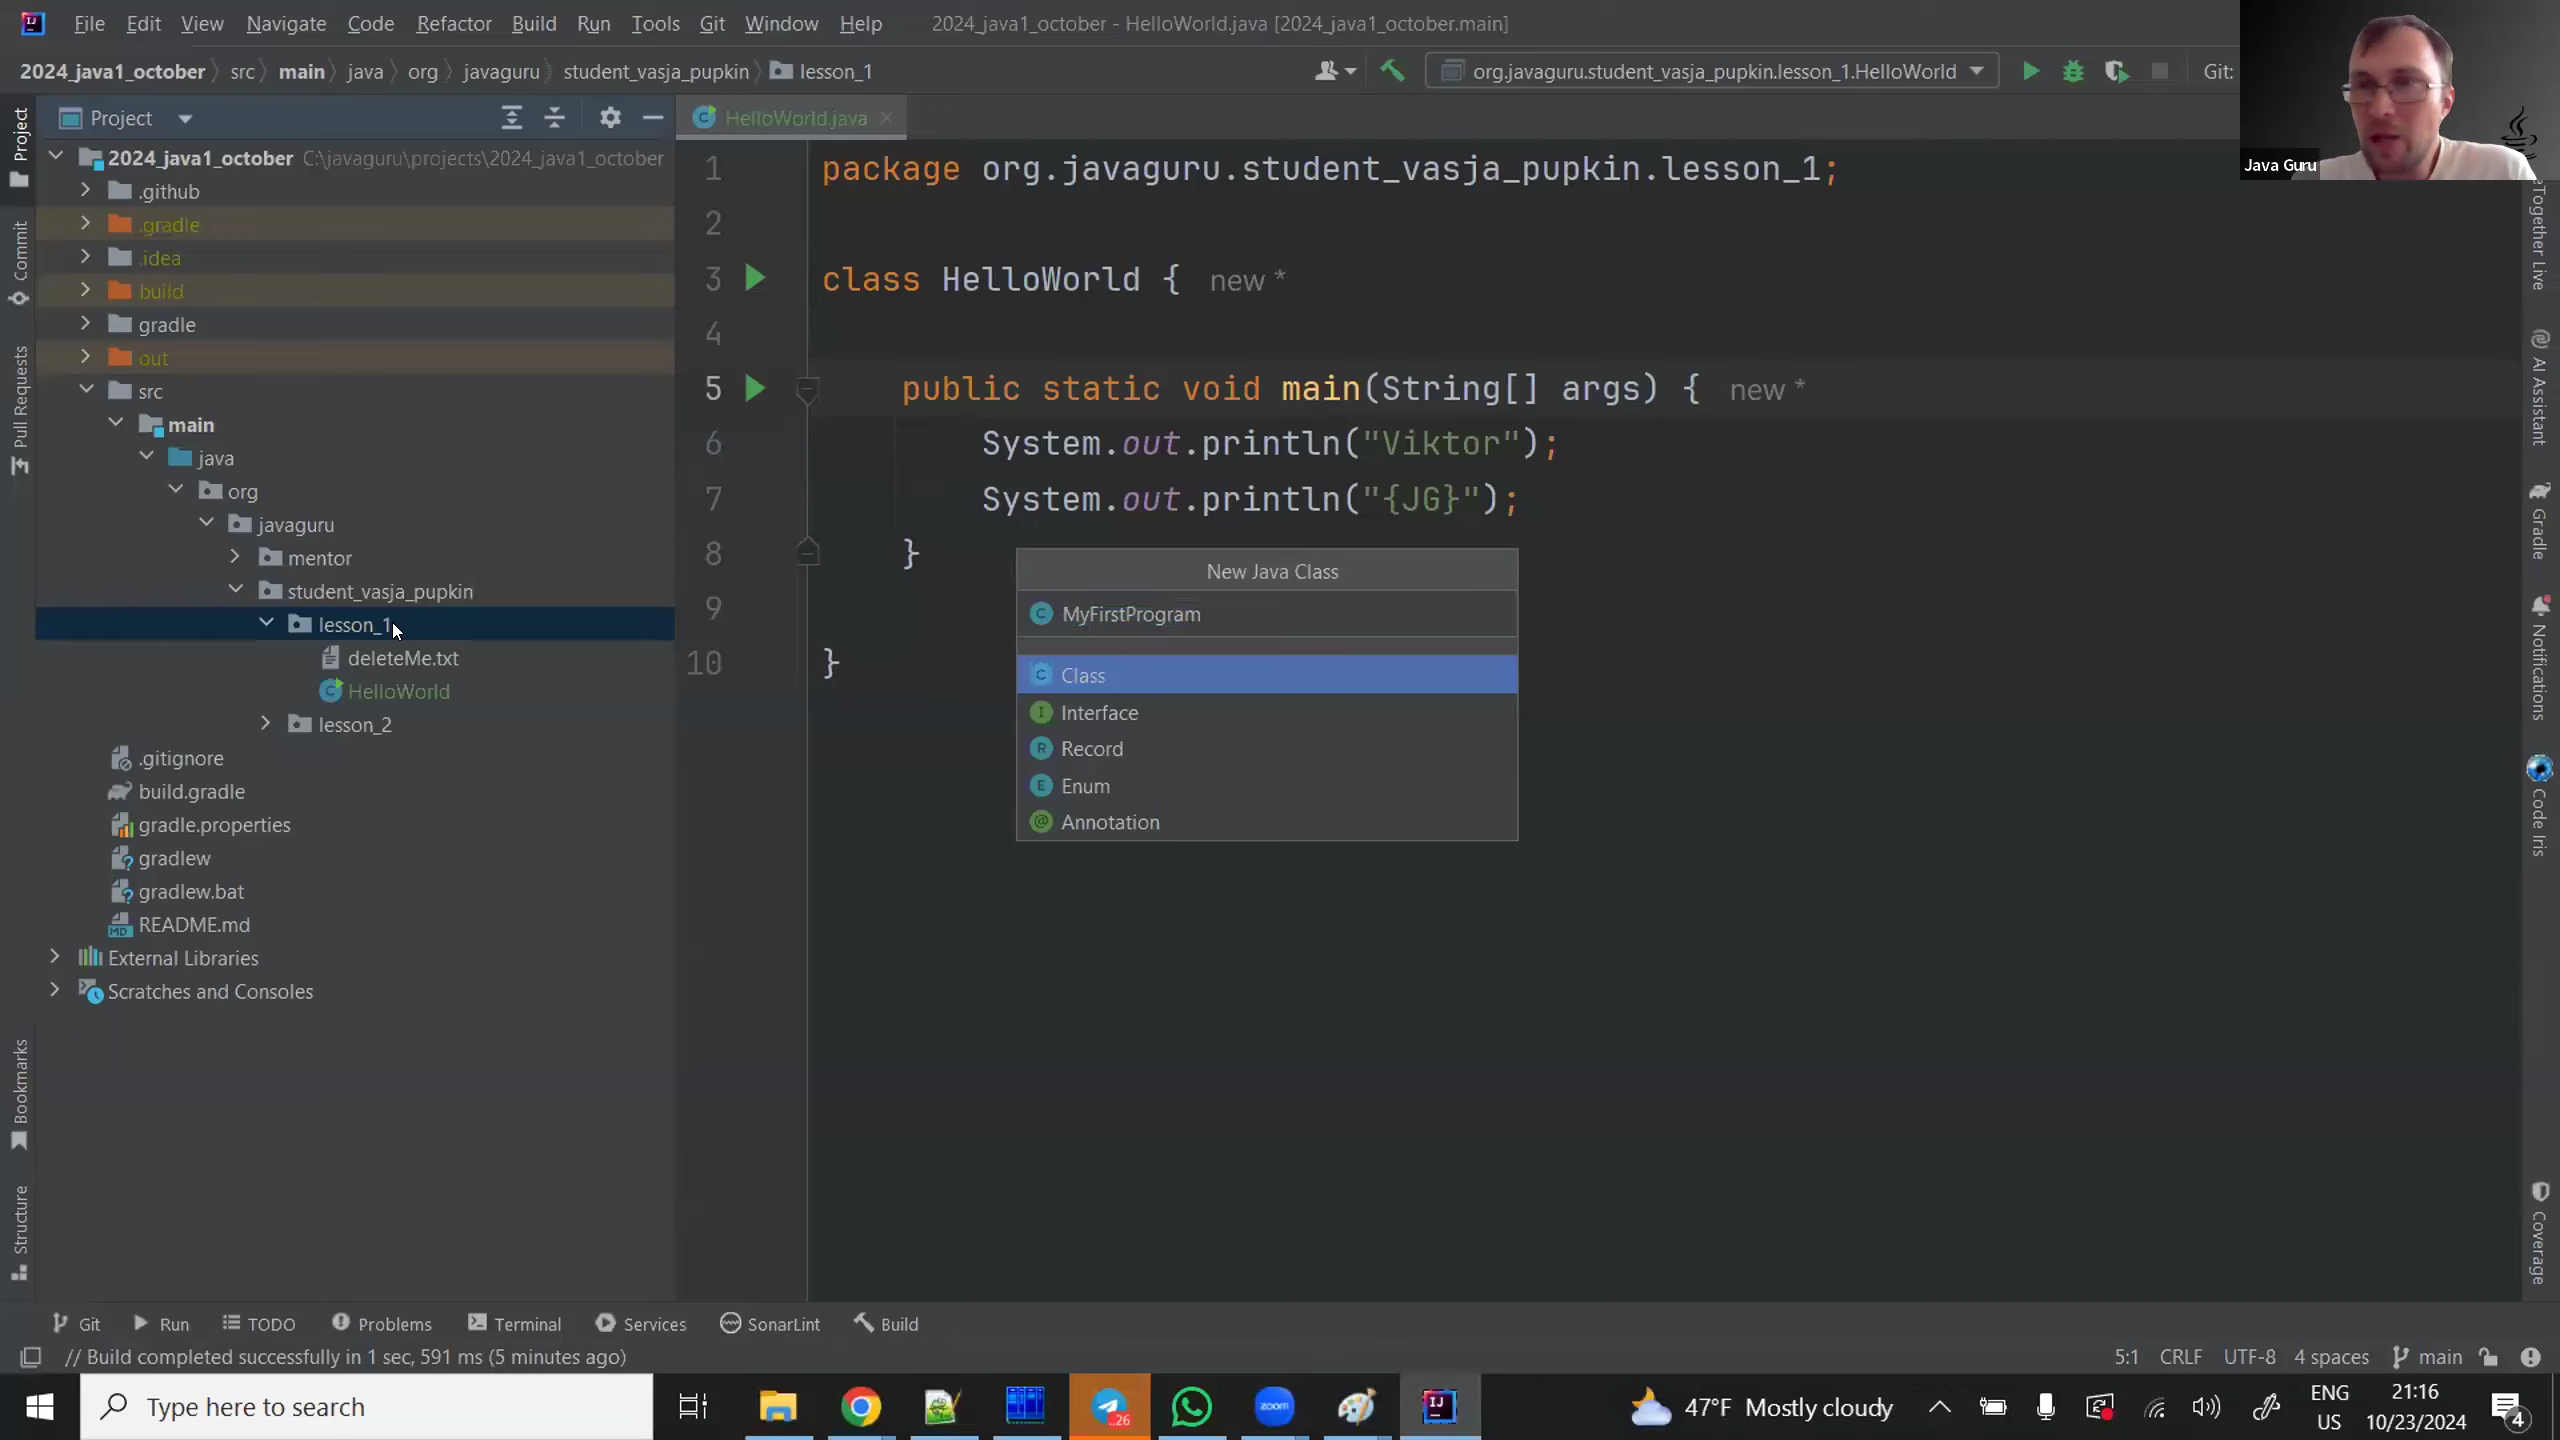 File Edit View Navigate Code Refactor Build Run Tools Git Window Help 2024_java1_october - HelloWorld.java [2024_java1_october.main]
2024_java1_october src main java org javaguru student_vasja_pupkin lesson_1 org.javaguru.student_vasja_pupkin.lesson_1.HelloWorld Git:
Java Guru
Project
Commit
Pull Requests
Bookmarks
Structure
Project
2024_java1_october C:\javaguru\projects\2024_java1_october
.github
.gradle
.idea
build
gradle
out
src
main
java
org
javaguru
mentor
student_vasja_pupkin
lesson_1
deleteMe.txt
HelloWorld
lesson_2
.gitignore
build.gradle
gradle.properties
gradlew
gradlew.bat
README.md
External Libraries
Scratches and Consoles
HelloWorld.java
1 package org.javaguru.student_vasja_pupkin.lesson_1;
2
3 class HelloWorld { new *
4
5 public static void main(String[] args) { new *
6 System.out.println("Viktor");
7 System.out.println("{JG}");
8 }
9
10 }
New Java Class
MyFirstProgram
Class
Interface
Record
Enum
Annotation
Together Live
AI Assistant
Gradle
Notifications
Code Iris
Coverage
Git Run TODO Problems Terminal Services SonarLint Build
// Build completed successfully in 1 sec, 591 ms (5 minutes ago) 5:1 CRLF UTF-8 4 spaces main
Type here to search
..26
zoom
IJ
47°F Mostly cloudy
ENG
US
21:16
10/23/2024
4